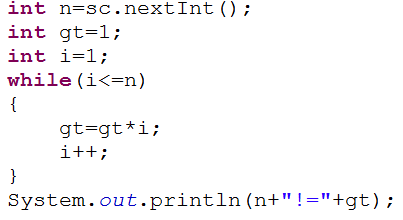 int n=sc.nextInt();
int gt=1;
int i=1;
while(i<=n)
{
    gt=gt*i;
    i++;
}
System.out.println(n+"!="+gt);